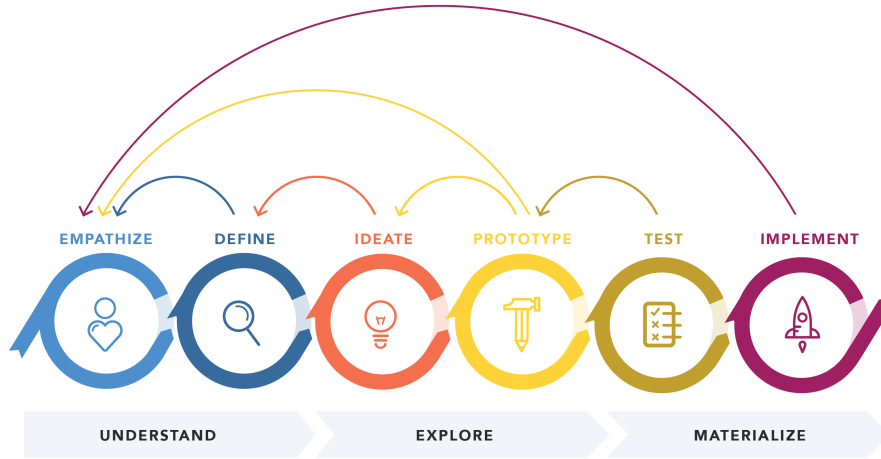 EMPATHIZE
DEFINE
IDEATE
PROTOTYPE
TEST
IMPLEMENT
UNDERSTAND
EXPLORE
MATERIALIZE